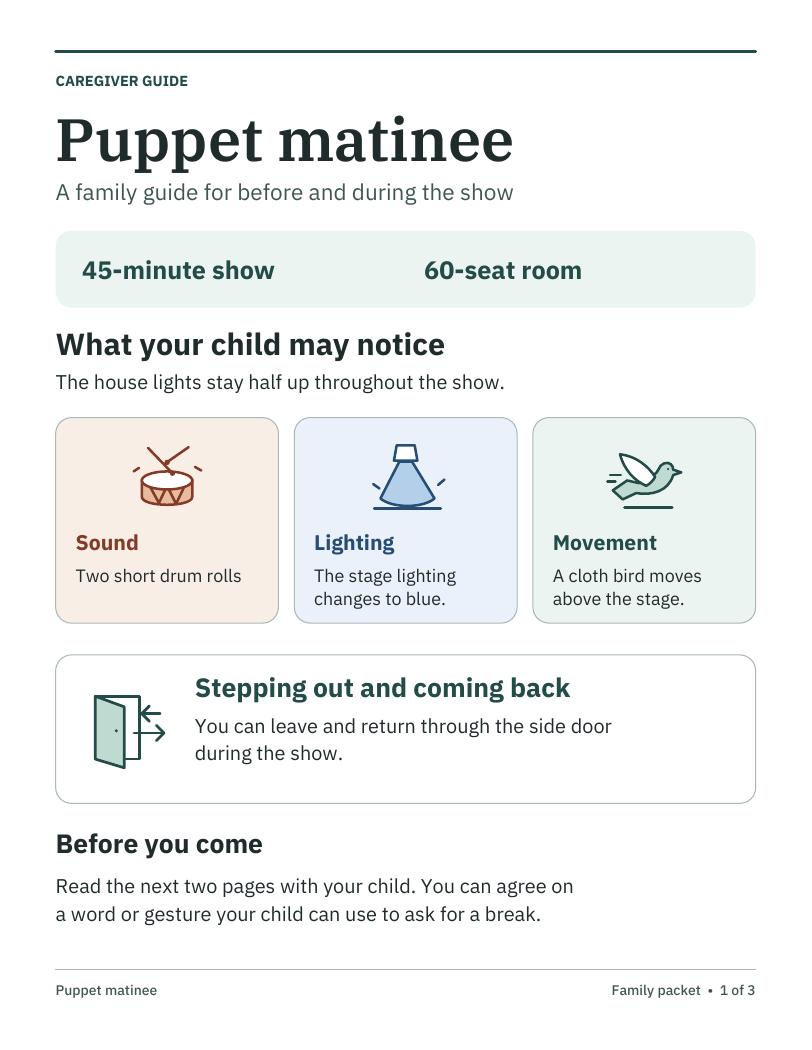 CAREGIVER GUIDE
Puppet matinee
A family guide for before and during the show
45-minute show
60-seat room
What your child may notice
The house lights stay half up throughout the show.
Sound
Two short drum rolls
Lighting
The stage lighting
changes to blue.
Movement
A cloth bird moves
above the stage.
Stepping out and coming back
You can leave and return through the side door
during the show.
Before you come
Read the next two pages with your child. You can agree on
a word or gesture your child can use to ask for a break.
Puppet matinee
Family packet ▪ 1 of 3